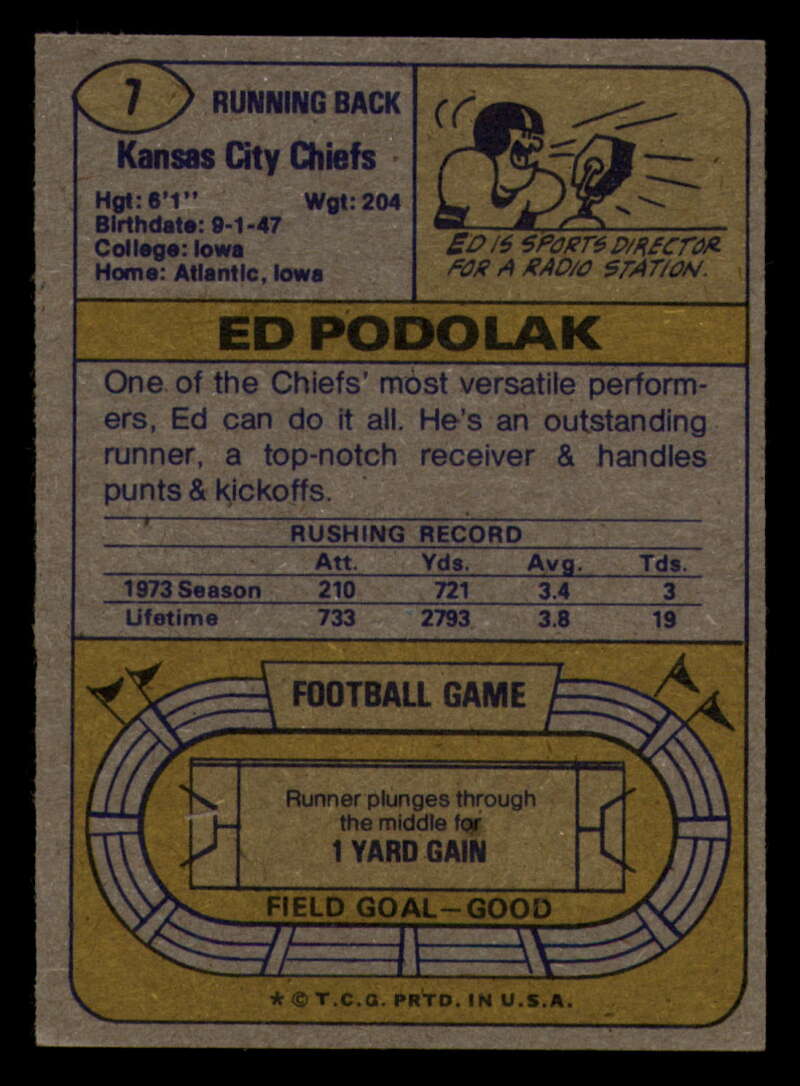 7
RUNNING BACK
Kansas City Chiefs
Hgt: 6'1" Wgt: 204
Birthdate: 9-1-47
College: Iowa
Home: Atlantic, Iowa
ED IS SPORTS DIRECTOR
FOR A RADIO STATION.
ED PODOLAK
One of the Chiefs' most versatile perform-
ers, Ed can do it all. He's an outstanding
runner, a top-notch receiver & handles
punts & kickoffs.
RUSHING RECORD
Att. Yds. Avg. Tds.
1973 Season 210 721 3.4 3
Lifetime 733 2793 3.8 19
FOOTBALL GAME
Runner plunges through
the middle for
1 YARD GAIN
FIELD GOAL—GOOD
* © T.C.G. PRTD. IN U.S.A.